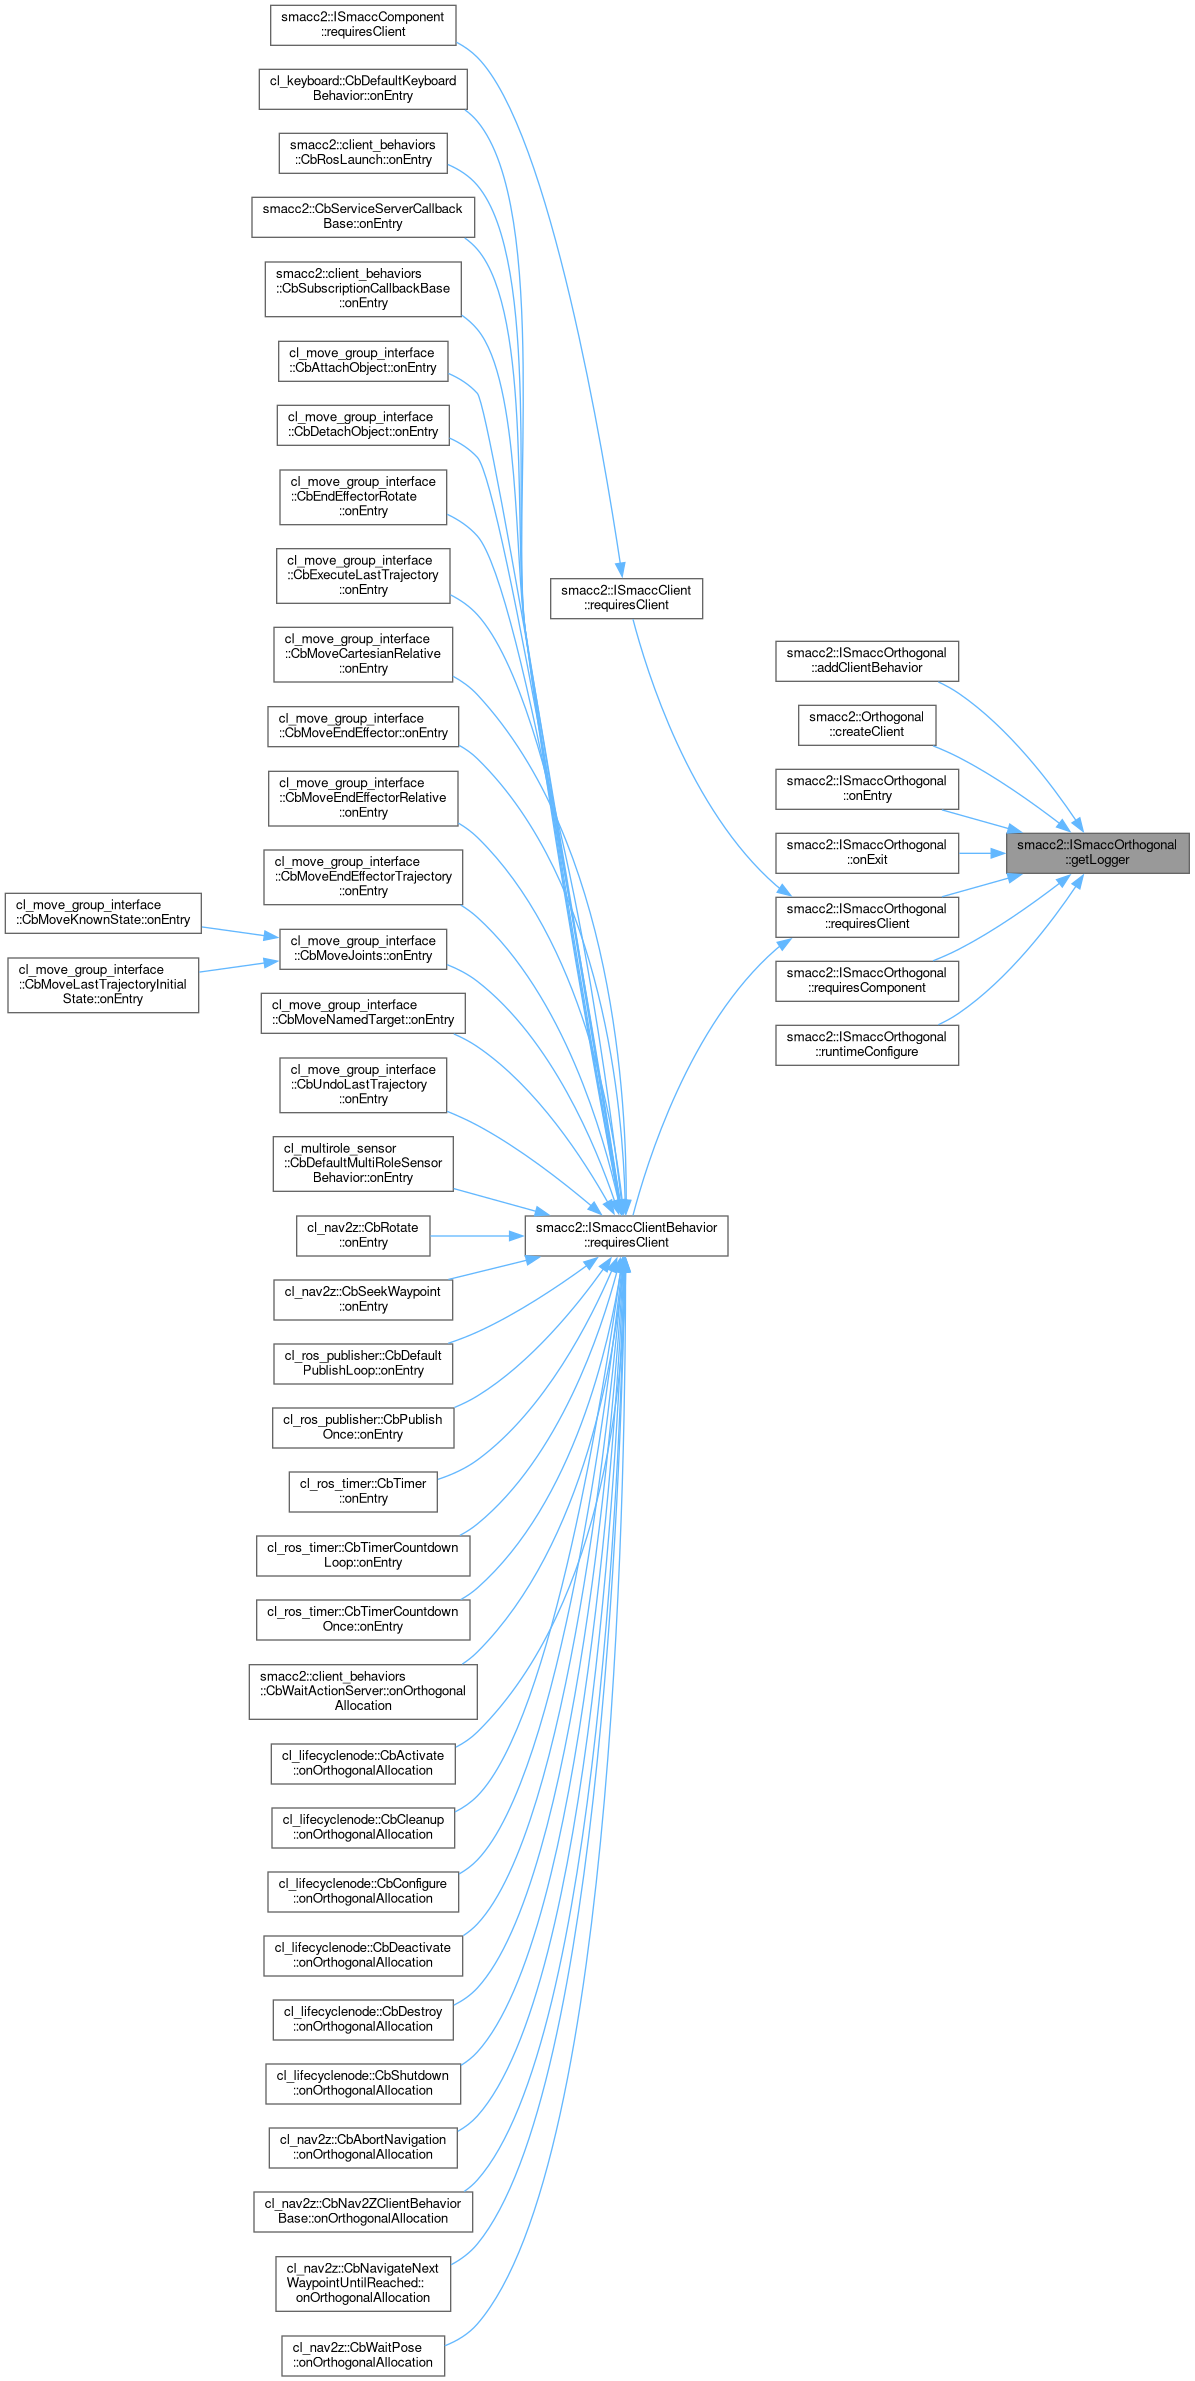 smacc2::ISmaccComponent
::requiresClient
cl_keyboard::CbDefaultKeyboard
Behavior::onEntry
smacc2::client_behaviors
::CbRosLaunch::onEntry
smacc2::CbServiceServerCallback
Base::onEntry
smacc2::client_behaviors
::CbSubscriptionCallbackBase
::onEntry
cl_move_group_interface
::CbAttachObject::onEntry
cl_move_group_interface
::CbDetachObject::onEntry
cl_move_group_interface
::CbEndEffectorRotate
::onEntry
cl_move_group_interface
::CbExecuteLastTrajectory
::onEntry
cl_move_group_interface
::CbMoveCartesianRelative
::onEntry
cl_move_group_interface
::CbMoveEndEffector::onEntry
cl_move_group_interface
::CbMoveEndEffectorRelative
::onEntry
cl_move_group_interface
::CbMoveEndEffectorTrajectory
::onEntry
cl_move_group_interface
::CbMoveKnownState::onEntry
cl_move_group_interface
::CbMoveLastTrajectoryInitial
State::onEntry
cl_move_group_interface
::CbMoveJoints::onEntry
cl_move_group_interface
::CbMoveNamedTarget::onEntry
cl_move_group_interface
::CbUndoLastTrajectory
::onEntry
cl_multirole_sensor
::CbDefaultMultiRoleSensor
Behavior::onEntry
cl_nav2z::CbRotate
::onEntry
cl_nav2z::CbSeekWaypoint
::onEntry
cl_ros_publisher::CbDefault
PublishLoop::onEntry
cl_ros_publisher::CbPublish
Once::onEntry
cl_ros_timer::CbTimer
::onEntry
cl_ros_timer::CbTimerCountdown
Loop::onEntry
cl_ros_timer::CbTimerCountdown
Once::onEntry
smacc2::client_behaviors
::CbWaitActionServer::onOrthogonal
Allocation
cl_lifecyclenode::CbActivate
::onOrthogonalAllocation
cl_lifecyclenode::CbCleanup
::onOrthogonalAllocation
cl_lifecyclenode::CbConfigure
::onOrthogonalAllocation
cl_lifecyclenode::CbDeactivate
::onOrthogonalAllocation
cl_lifecyclenode::CbDestroy
::onOrthogonalAllocation
cl_lifecyclenode::CbShutdown
::onOrthogonalAllocation
cl_nav2z::CbAbortNavigation
::onOrthogonalAllocation
cl_nav2z::CbNav2ZClientBehavior
Base::onOrthogonalAllocation
cl_nav2z::CbNavigateNext
WaypointUntilReached::
onOrthogonalAllocation
cl_nav2z::CbWaitPose
::onOrthogonalAllocation
smacc2::ISmaccClient
::requiresClient
smacc2::ISmaccClientBehavior
::requiresClient
smacc2::ISmaccOrthogonal
::addClientBehavior
smacc2::Orthogonal
::createClient
smacc2::ISmaccOrthogonal
::onEntry
smacc2::ISmaccOrthogonal
::onExit
smacc2::ISmaccOrthogonal
::requiresClient
smacc2::ISmaccOrthogonal
::requiresComponent
smacc2::ISmaccOrthogonal
::runtimeConfigure
smacc2::ISmaccOrthogonal
::getLogger